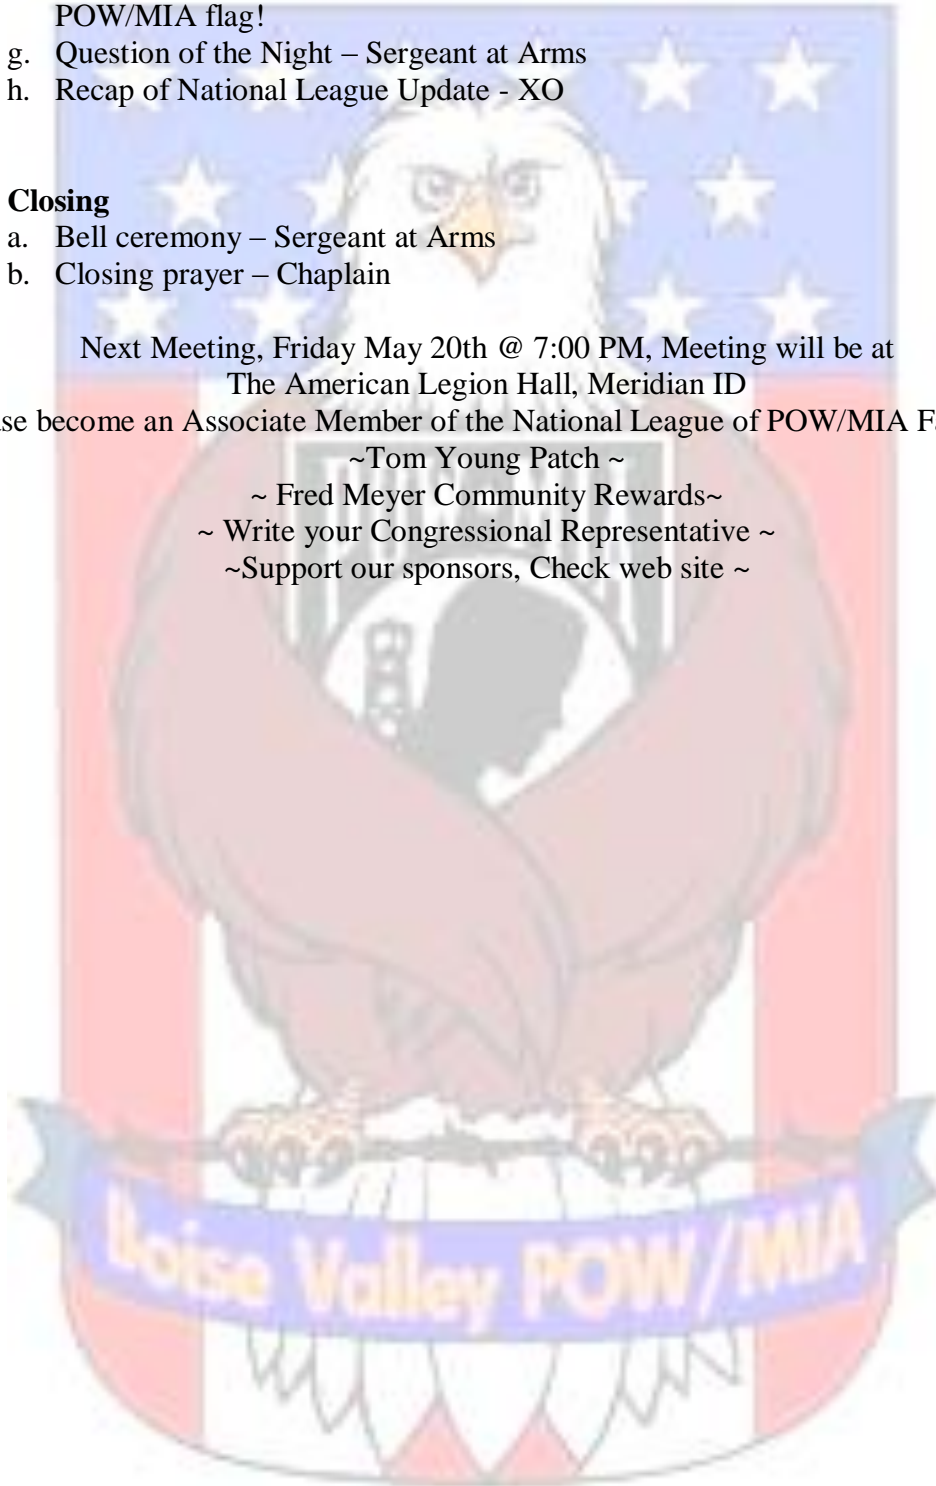 POW/MIA flag!
g. Question of the Night – Sergeant at Arms
h. Recap of National League Update - XO
Closing
a. Bell ceremony – Sergeant at Arms
b. Closing prayer – Chaplain
Next Meeting, Friday May 20th @ 7:00 PM, Meeting will be at
The American Legion Hall, Meridian ID
become an Associate Member of the National League of POW/MIA
~Tom Young Patch ~
~ Fred Meyer Community Rewards~
~ Write your Congressional Representative ~
~Support our sponsors, Check web site ~
Boise Valley POW/MIA